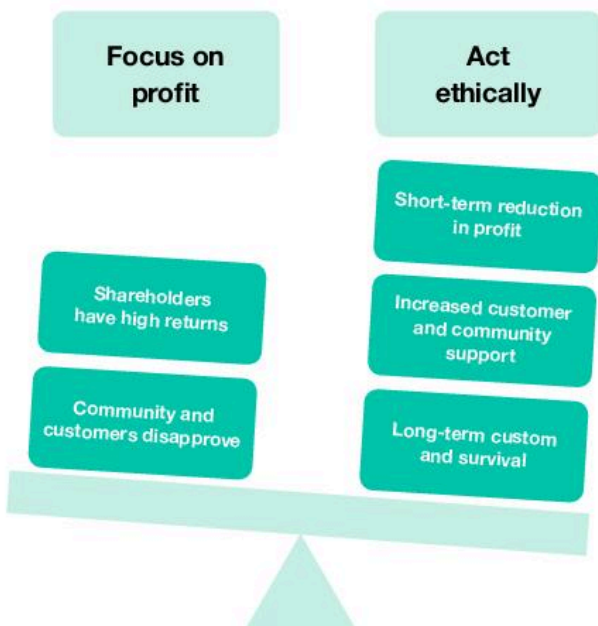 Focus on
profit
Shareholders
have high returns
Community and
customers disapprove
Act
ethically
Short-term reduction
in profit
Increased customer
and community
support
Long-term custom
and survival